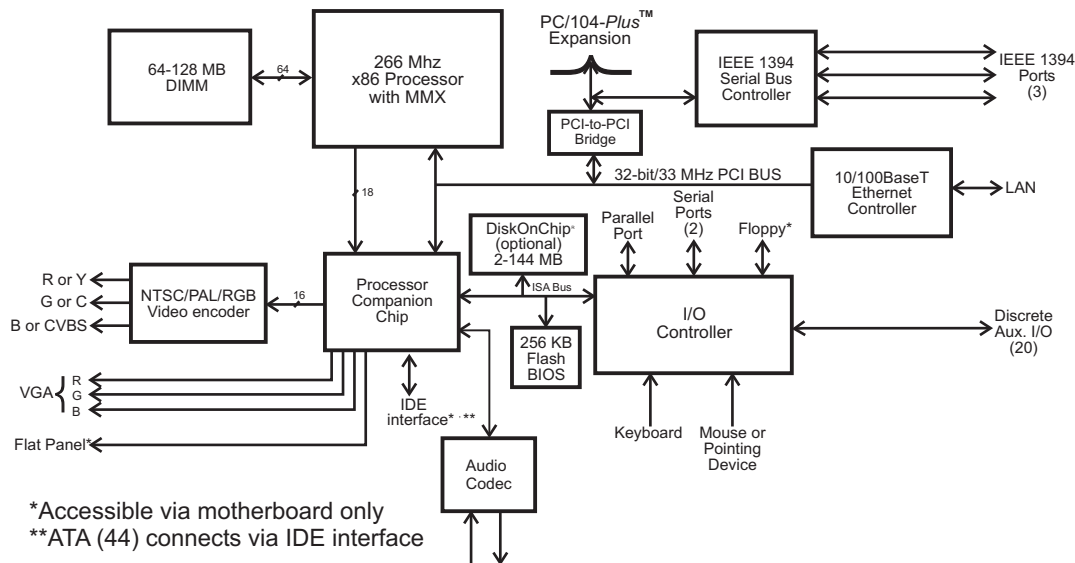 PC/104-Plus™
Expansion
64-128 MB
DIMM
64
266 Mhz
x86 Processor
with MMX
IEEE 1394
Serial Bus
Controller
IEEE 1394
Ports
(3)
PCI-to-PCI
Bridge
32-bit/33 MHz PCI BUS
10/100BaseT
Ethernet
Controller
LAN
18
DiskOnChip*
(optional)
2-144 MB
Parallel
Port
Serial
Ports
(2)
Floppy*
R or Y
G or C
B or CVBS
NTSC/PAL/RGB
Video encoder
16
Processor
Companion
Chip
ISA Bus
I/O
Controller
Discrete
Aux. I/O
(20)
256 KB
Flash
BIOS
VGA
R
G
B
IDE
interface*,**
Flat Panel*
Keyboard
Mouse or
Pointing
Device
Audio
Codec
*Accessible via motherboard only
**ATA (44) connects via IDE interface